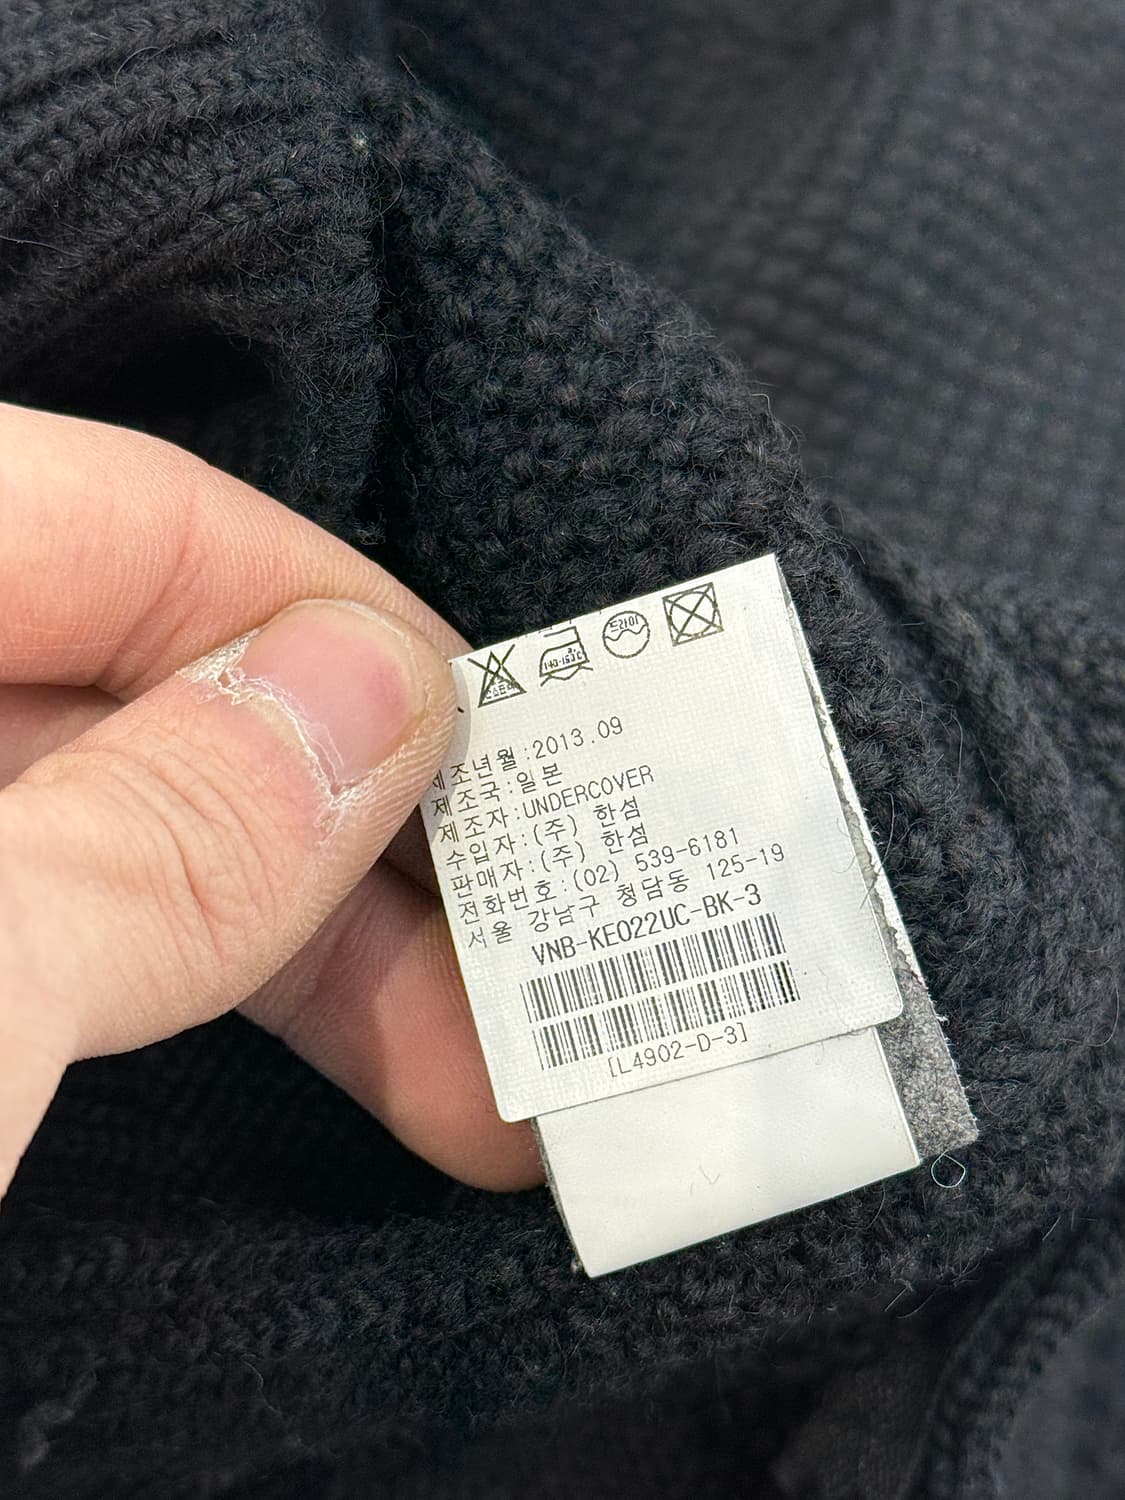 드라이
140-160℃
제조년월:2013.09
제조국:일본
제조자:UNDERCOVER
수입자:(주) 한섬
판매자:(주) 한섬
전화번호:(02) 539-6181
서울 강남구 청담동 125-19
VNB-KE022UC-BK-3
[L4902-D-3]